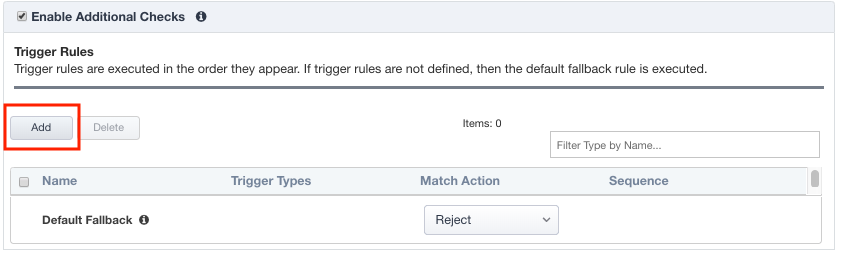 Enable Additional Checks
Trigger Rules
Trigger rules are executed in the order they appear. If trigger rules are not defined, then the default fallback rule is executed.
Add Delete Items: 0
Filter Type by Name...
Name Trigger Types Match Action Sequence
Default Fallback Reject